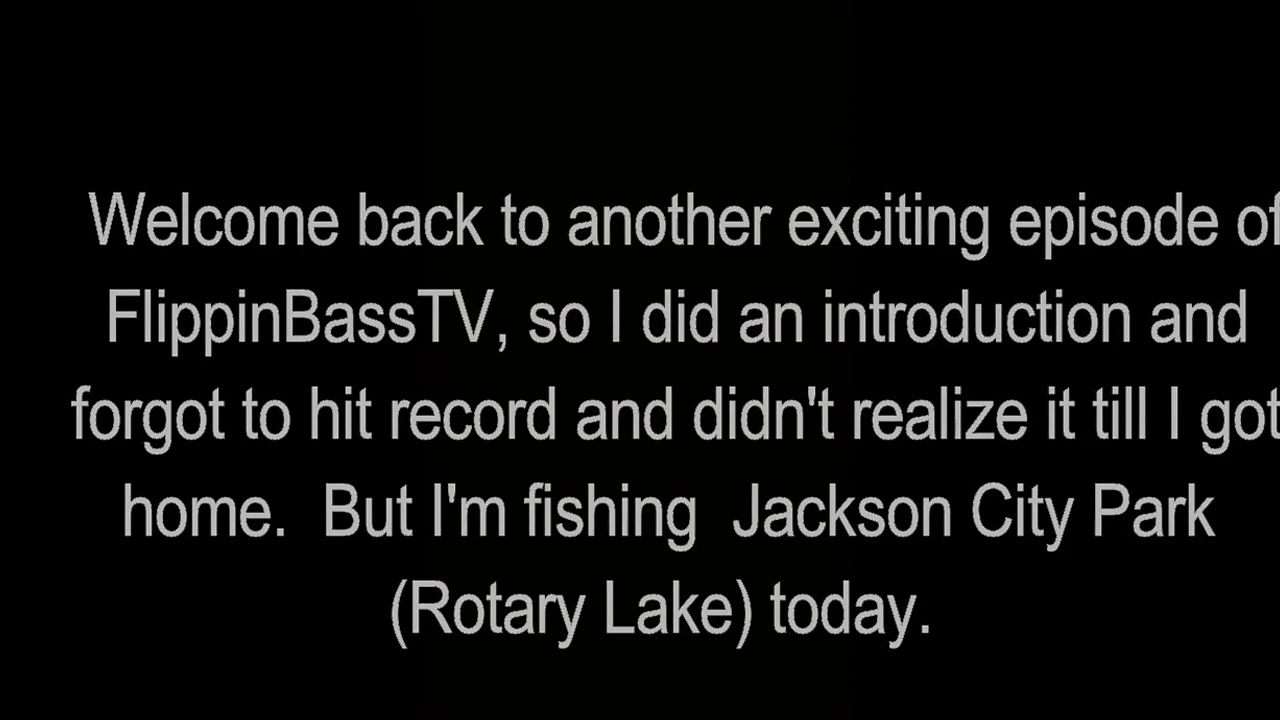 Welcome back to another exciting episode of
FlippinBassTV, so I did an introduction and
forgot to hit record and didn't realize it till I got
home.  But I'm fishing  Jackson City Park
(Rotary Lake) today.